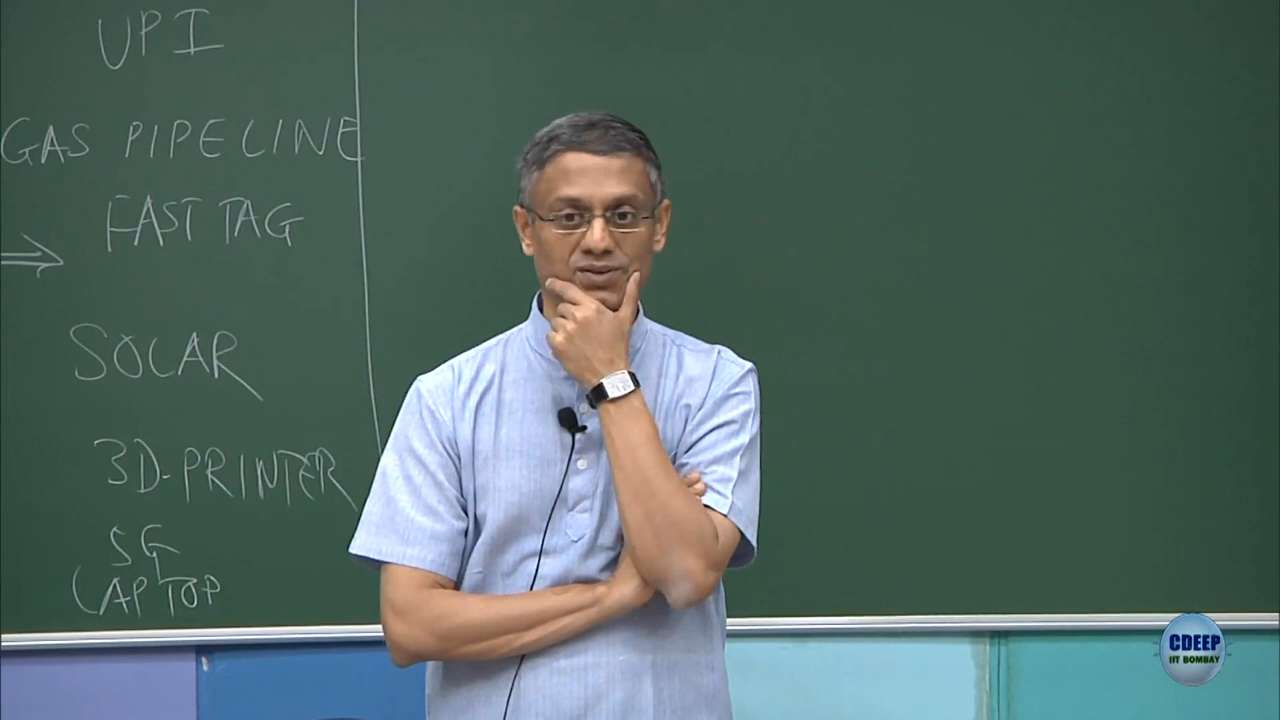 UPI
GAS PIPELINE
FAST TAG
SOLAR
3D-PRINTER
5G
LAPTOP
CDEEP
IIT BOMBAY